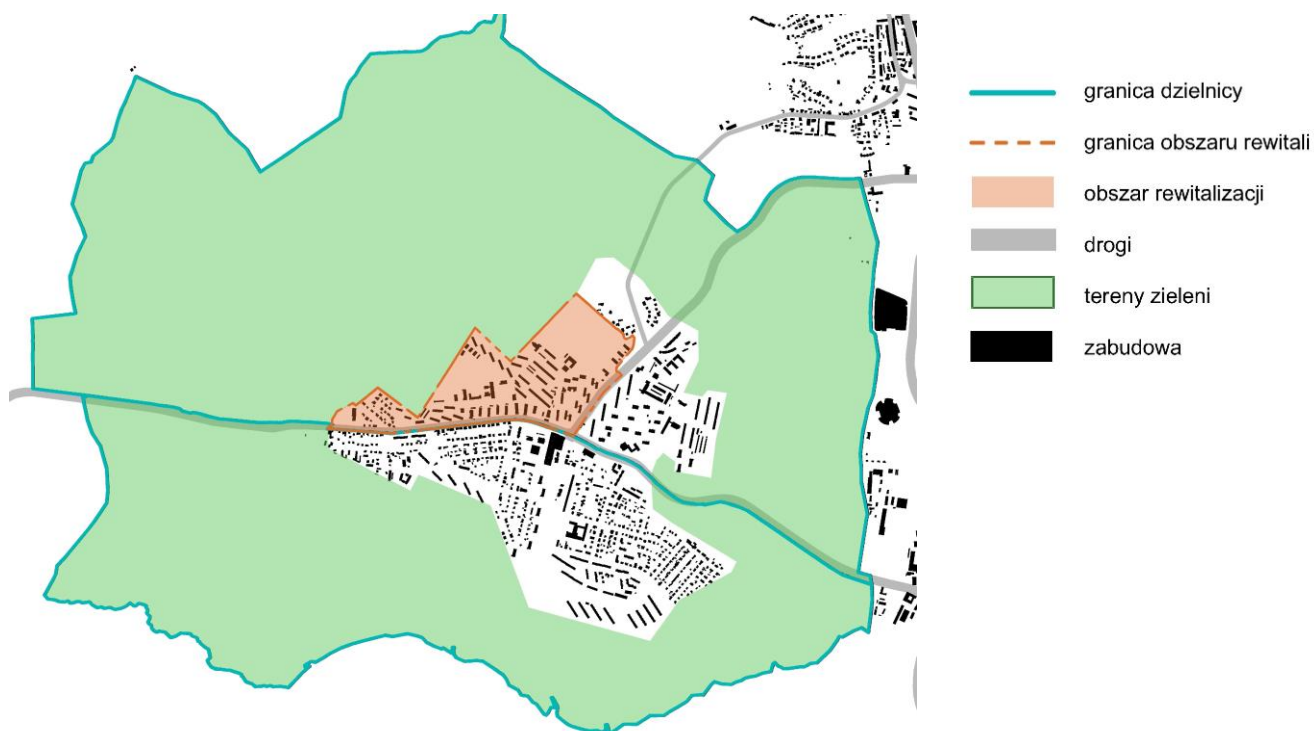 granica dzielnicy
granica obszaru rewitali
obszar rewitalizacji
drogi
tereny zieleni
zabudowa